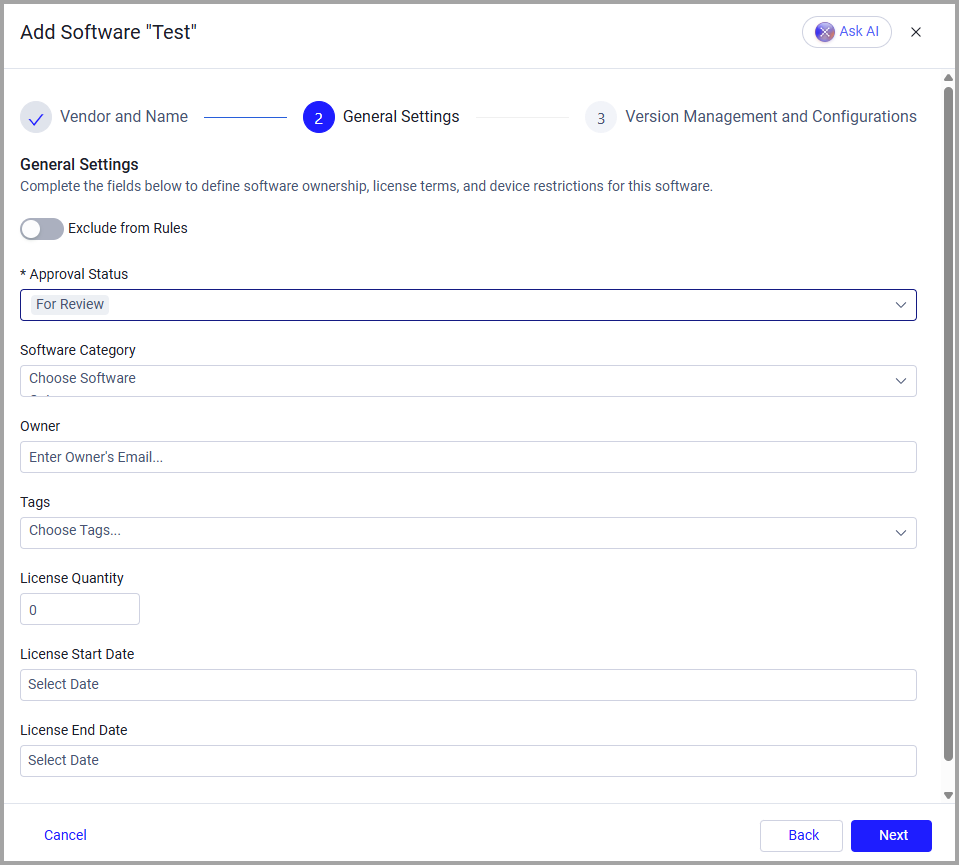 Add Software "Test"
Ask AI
Vendor and Name
2
General Settings
3
Version Management and Configurations
General Settings
Complete the fields below to define software ownership, license terms, and device restrictions for this software.
Exclude from Rules
* Approval Status
For Review
Software Category
Choose Software
Owner
Enter Owner's Email...
Tags
Choose Tags...
License Quantity
0
License Start Date
Select Date
License End Date
Select Date
Cancel
Back
Next